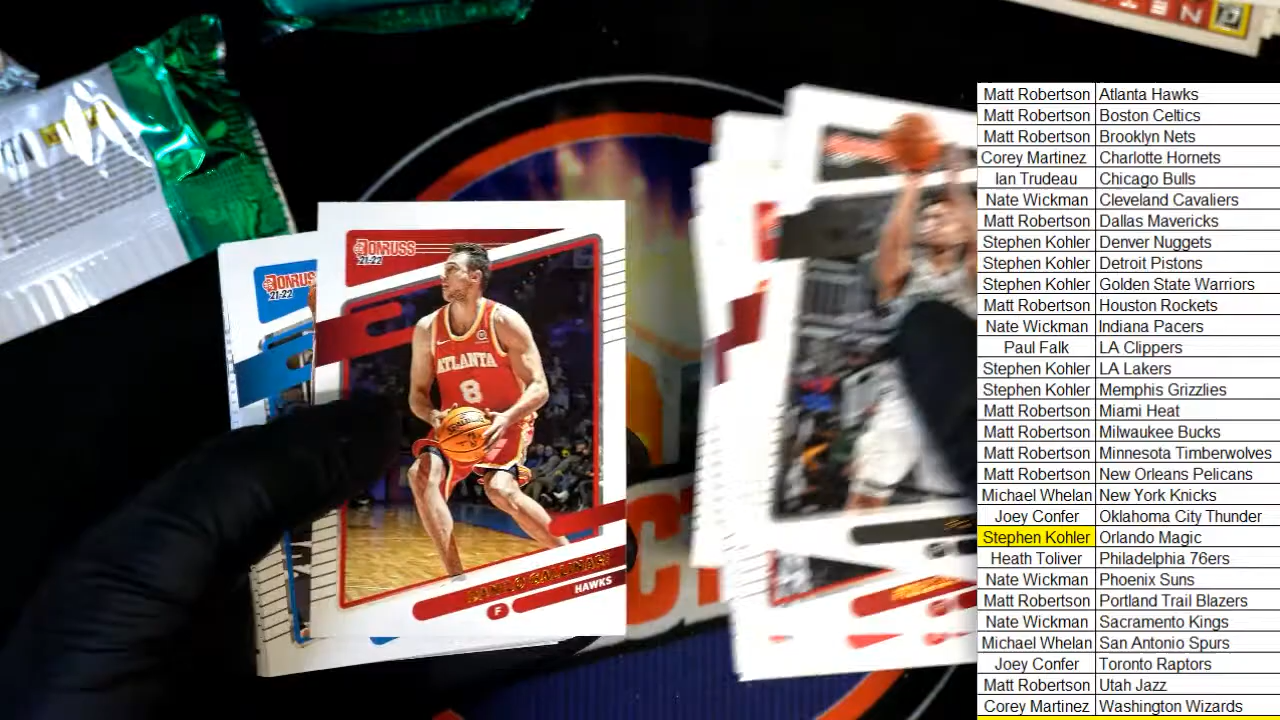 DONRUSS
21-22
DONRUSS
21-22
ATLANTA
8
DANILO GALLINARI
F
HAWKS
Matt Robertson Atlanta Hawks
Matt Robertson Boston Celtics
Matt Robertson Brooklyn Nets
Corey Martinez Charlotte Hornets
Ian Trudeau Chicago Bulls
Nate Wickman Cleveland Cavaliers
Matt Robertson Dallas Mavericks
Stephen Kohler Denver Nuggets
Stephen Kohler Detroit Pistons
Stephen Kohler Golden State Warriors
Matt Robertson Houston Rockets
Nate Wickman Indiana Pacers
Paul Falk LA Clippers
Stephen Kohler LA Lakers
Stephen Kohler Memphis Grizzlies
Matt Robertson Miami Heat
Matt Robertson Milwaukee Bucks
Matt Robertson Minnesota Timberwolves
Matt Robertson New Orleans Pelicans
Michael Whelan New York Knicks
Joey Confer Oklahoma City Thunder
Stephen Kohler Orlando Magic
Heath Toliver Philadelphia 76ers
Nate Wickman Phoenix Suns
Matt Robertson Portland Trail Blazers
Nate Wickman Sacramento Kings
Michael Whelan San Antonio Spurs
Joey Confer Toronto Raptors
Matt Robertson Utah Jazz
Corey Martinez Washington Wizards